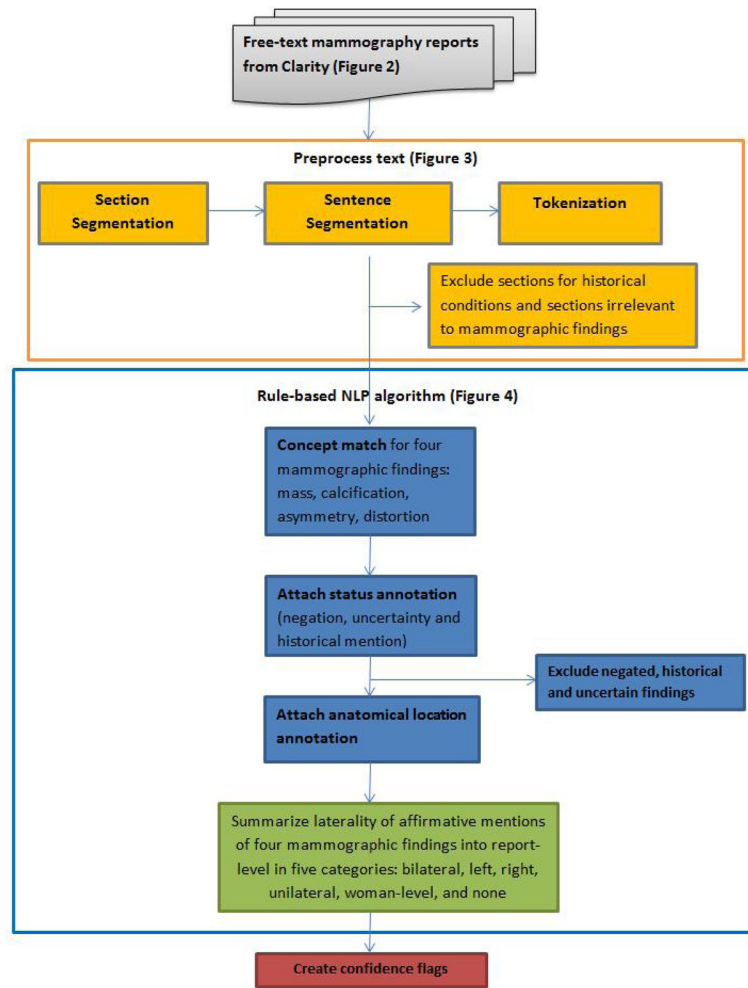 Free-text mammography reports
from Clarity (Figure 2)
Preprocess text (Figure 3)
Section
Segmentation
Sentence
Segmentation
Tokenization
Exclude sections for historical
conditions and sections irrelevant
to mammographic findings
Rule-based NLP algorithm (Figure 4)
Concept match for four
mammographic findings:
mass, calcification,
asymmetry, distortion
Attach status annotation
(negation, uncertainty and
historical mention)
Exclude negated, historical
and uncertain findings
Attach anatomical location
annotation
Summarize laterality of affirmative mentions
of four mammographic findings into report-
level in five categories: bilateral, left, right,
unilateral, woman-level, and none
Create confidence flags